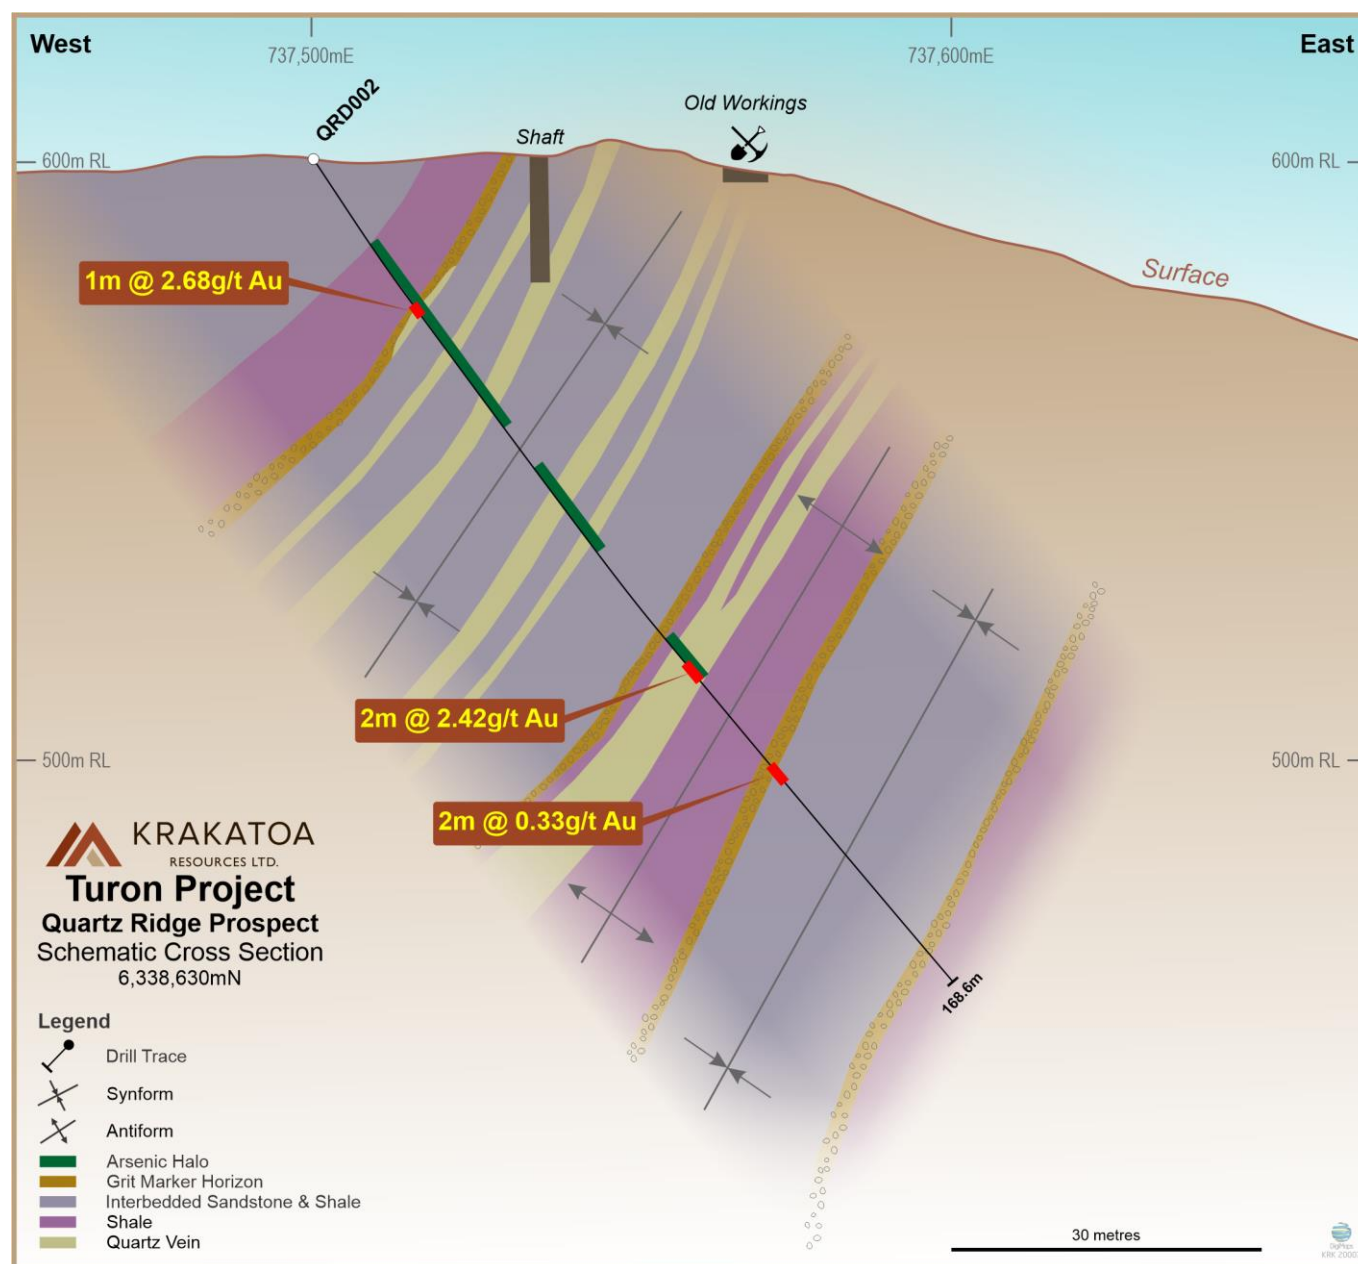 West
737,500mE
737,600mE
East
QRD002
Old Workings
Shaft
600m RL
600m RL
Surface
1m @ 2.68g/t Au
2m @ 2.42g/t Au
500m RL
500m RL
2m @ 0.33g/t Au
168.6m
KRAKATOA
RESOURCES LTD.
Turon Project
Quartz Ridge Prospect
Schematic Cross Section
6,338,630mN
Legend
Drill Trace
Synform
Antiform
Arsenic Halo
Grit Marker Horizon
Interbedded Sandstone & Shale
Shale
Quartz Vein
30 metres